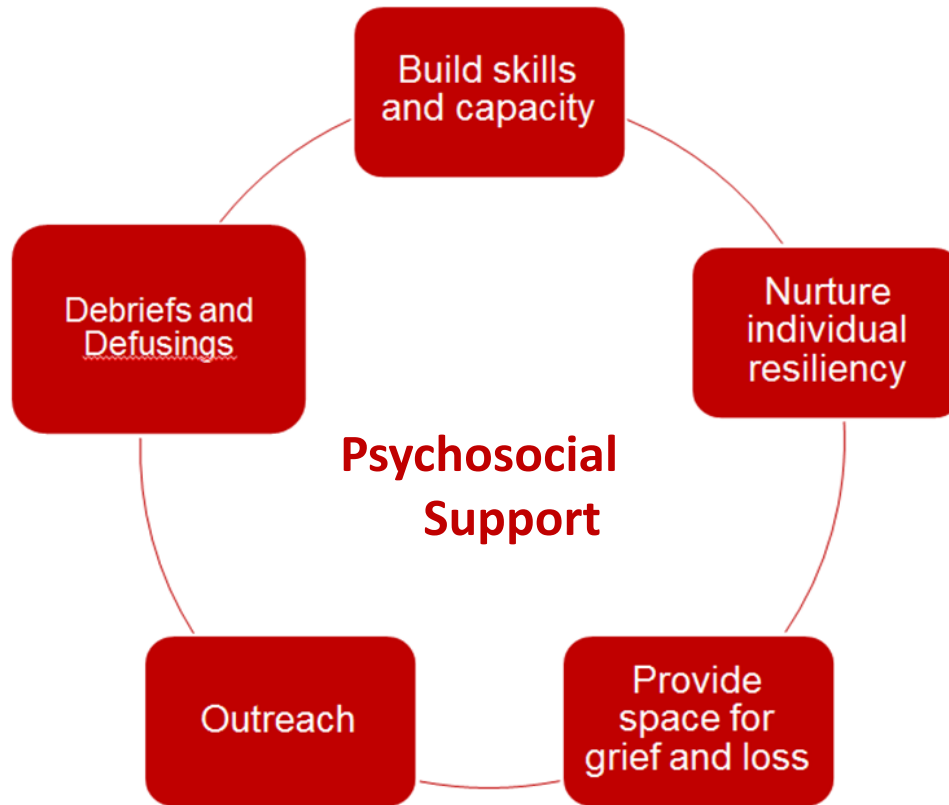 Build skills
and capacity
Nurture
individual
resiliency
Provide
space for
grief and loss
Outreach
Debriefs and
Defusings
Psychosocial
Support